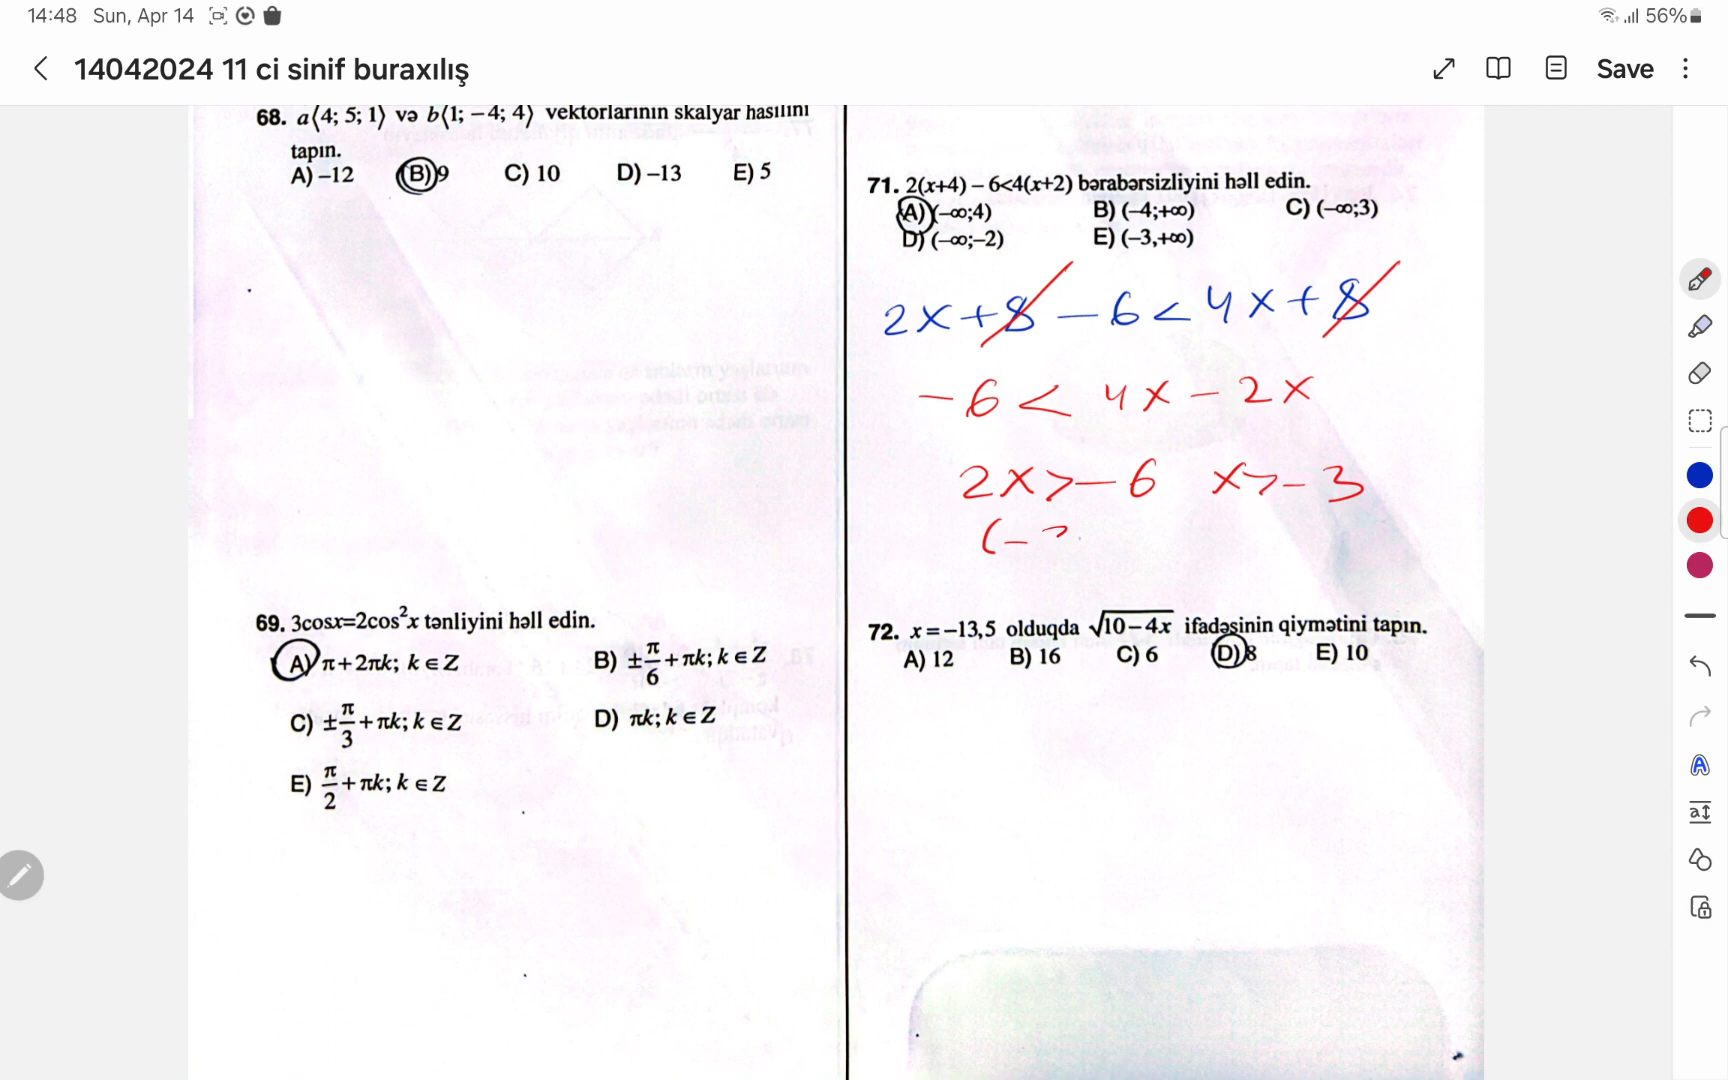 14:48 Sun, Apr 14
56%
14042024 11 ci sinif buraxılış
Save
68. a(4; 5; 1) və b(1; −4; 4) vektorlarının skalyar hasilini
tapın.
A) −12 B) 9 C) 10 D) −13 E) 5
69. 3cosx=2cos²x tənliyini həll edin.
A) π+2πk; k∈Z B) ±π/6+πk; k∈Z
C) ±π/3+πk; k∈Z D) πk; k∈Z
E) π/2+πk; k∈Z
71. 2(x+4) – 6<4(x+2) bərabərsizliyini həll edin.
A) (–∞;4) B) (–4;+∞) C) (–∞;3)
D) (–∞;–2) E) (–3,+∞)
2x+8 – 6 < 4x+8
– 6 < 4x – 2x
2x > – 6 x > – 3
(–
72. x=−13,5 olduqda √10−4x ifadəsinin qiymətini tapın.
A) 12 B) 16 C) 6 D) 8 E) 10